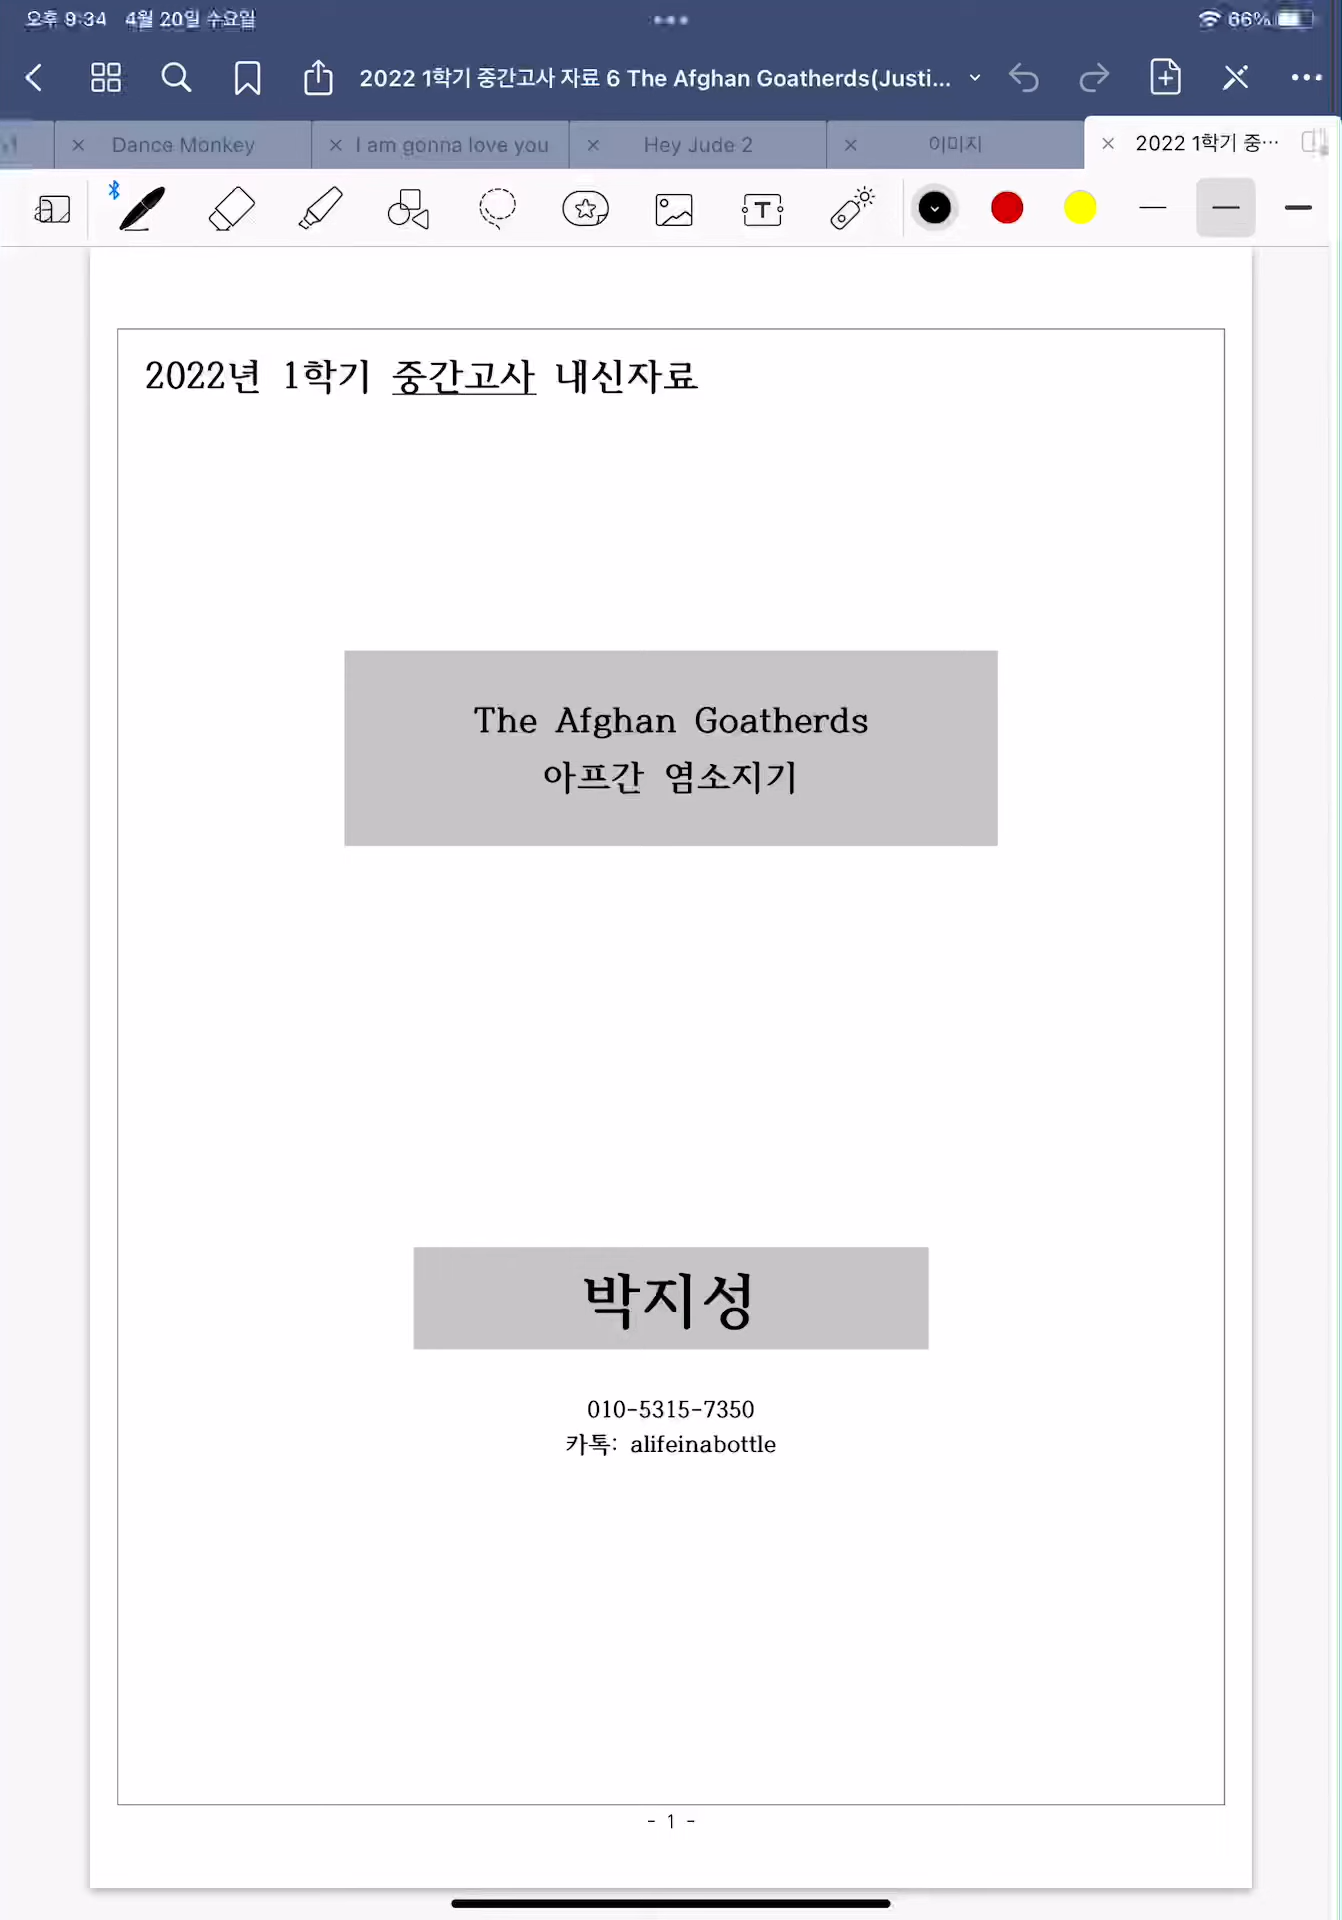 오후 9:34 4월 20일 수요일
66%
2022 1학기 중간고사 자료 6 The Afghan Goatherds(Justi...
Dance Monkey
I am gonna love you
Hey Jude 2
이미지
2022 1학기 중...
2022년 1학기 중간고사 내신자료
The Afghan Goatherds
아프간 염소지기
박지성
010-5315-7350
카톡: alifeinabottle
- 1 -